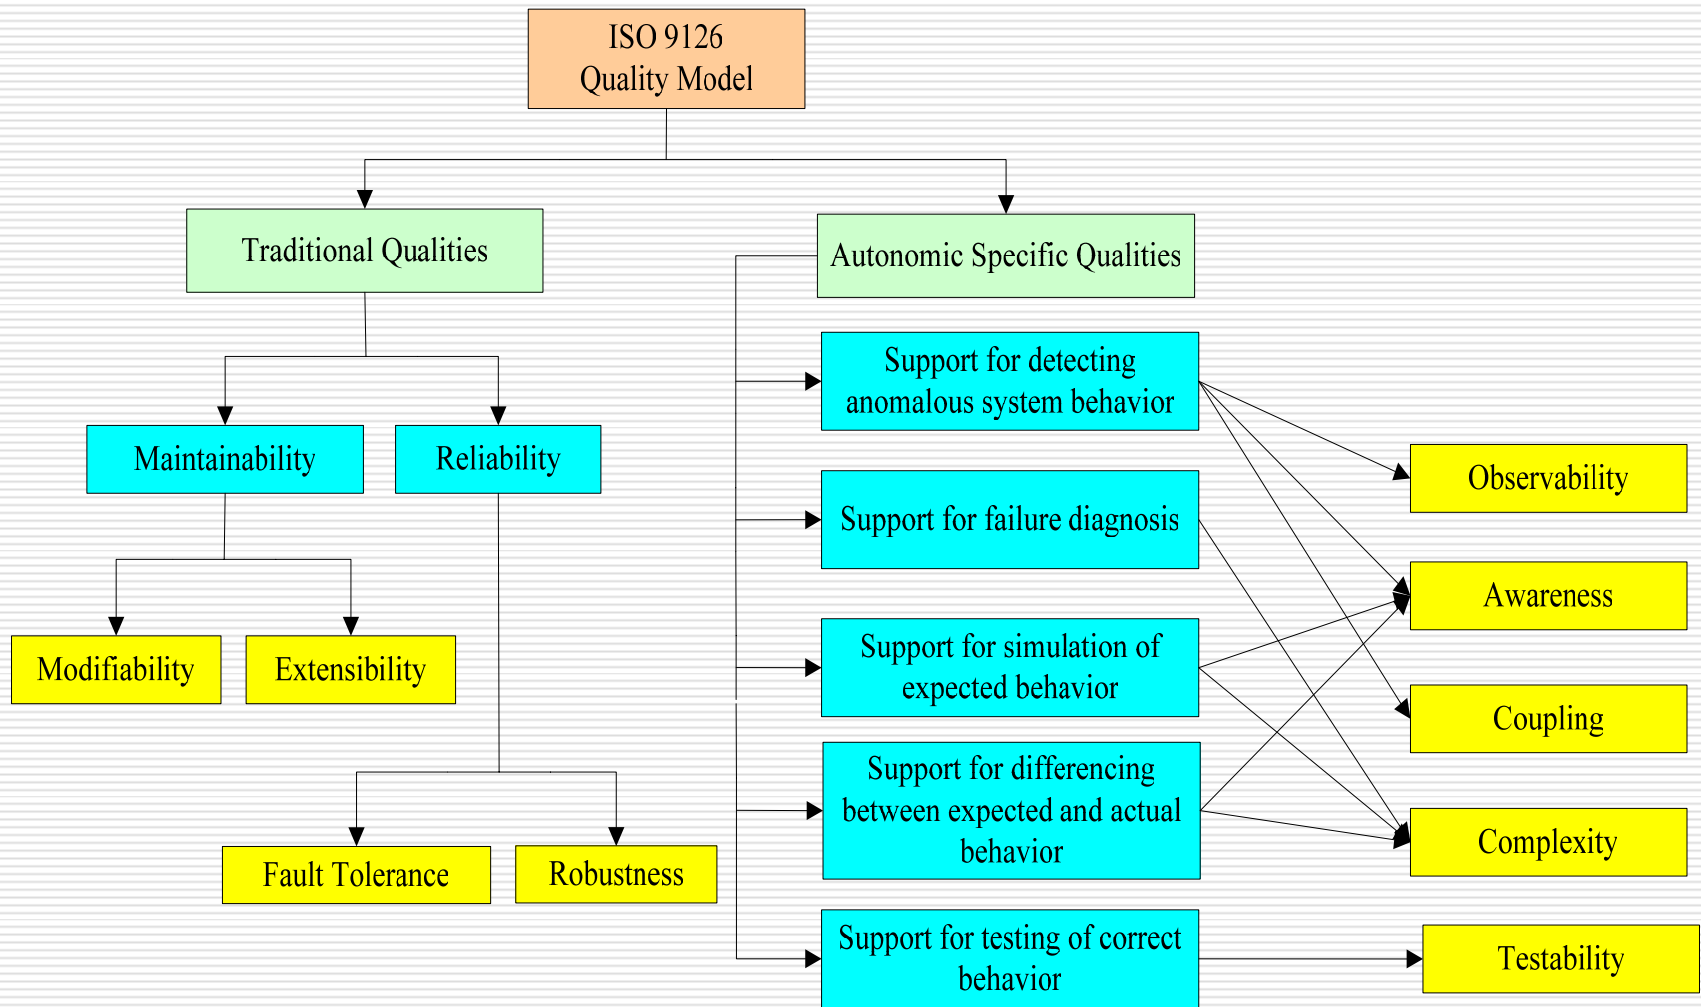 ISO 9126
Quality Model
Traditional Qualities
Autonomic Specific Qualities
Maintainability
Reliability
Modifiability
Extensibility
Fault Tolerance
Robustness
Support for detecting
anomalous system behavior
Support for failure diagnosis
Support for simulation of
expected behavior
Support for differencing
between expected and actual
behavior
Support for testing of correct
behavior
Observability
Awareness
Coupling
Complexity
Testability